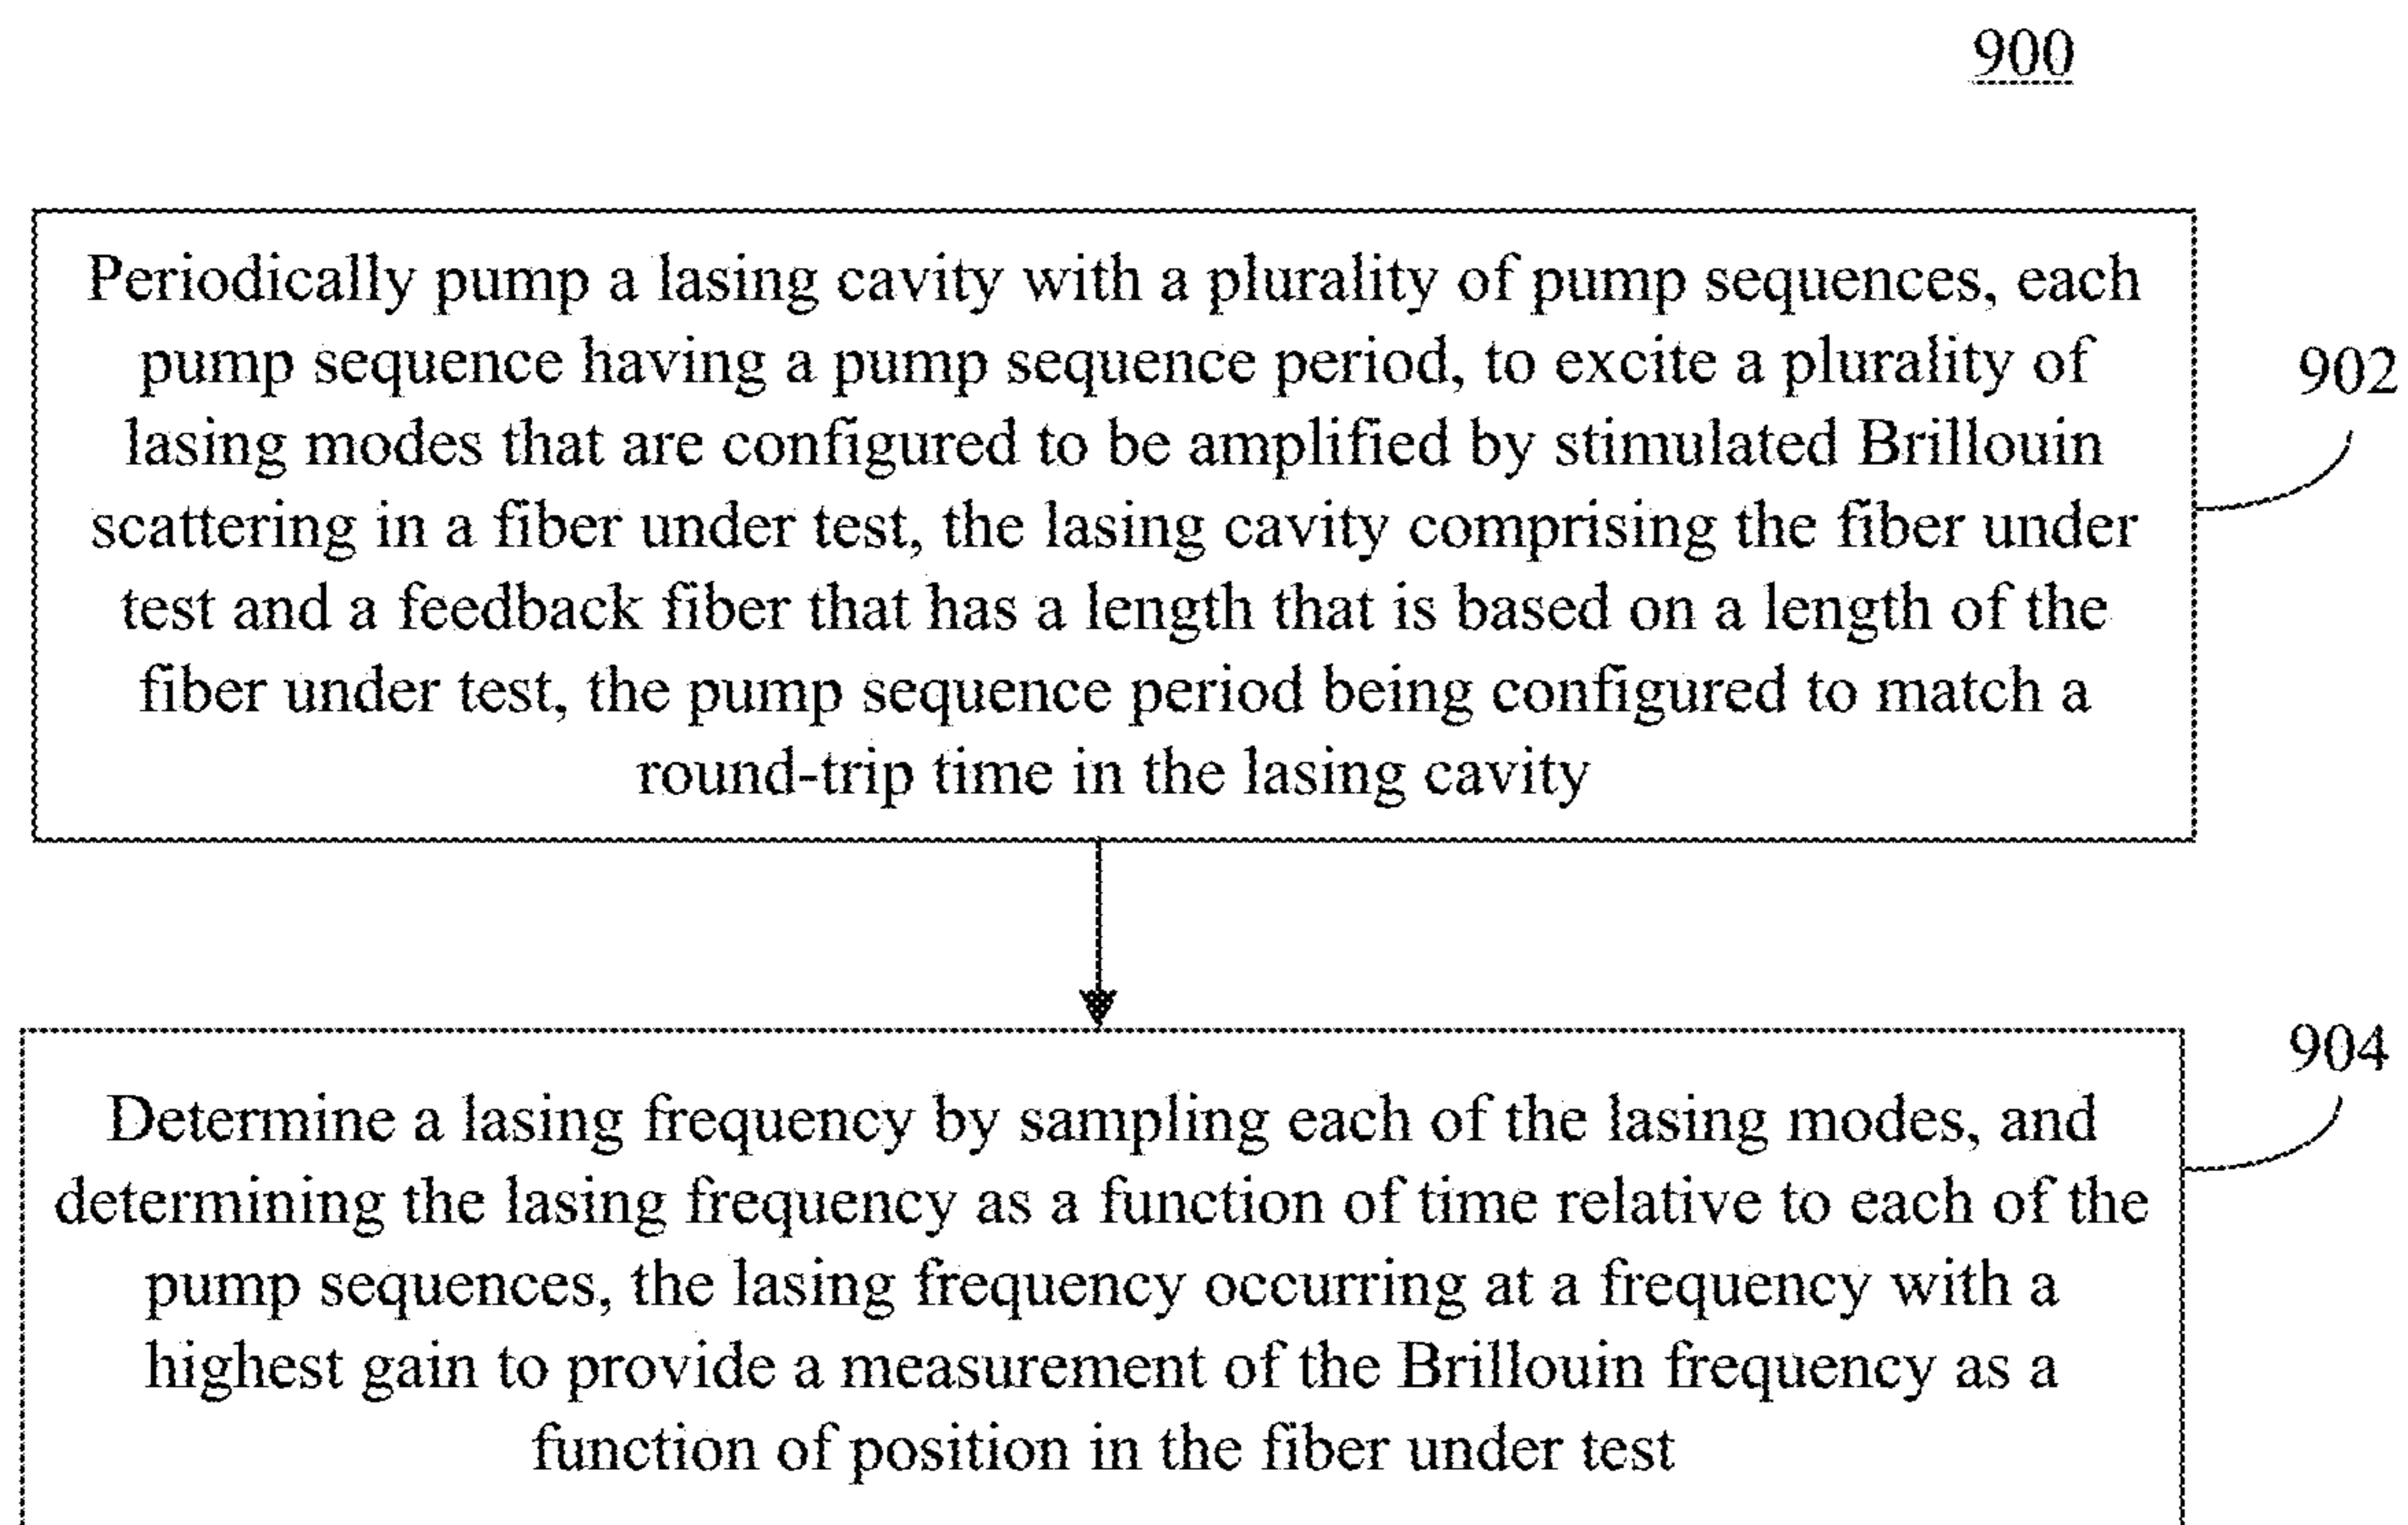 900
Periodically pump a lasing cavity with a plurality of pump sequences, each
pump sequence having a pump sequence period, to excite a plurality of
902
lasing modes that are configured to be amplified by stimulated Brillouin
scattering in a fiber under test, the lasing cavity comprising the fiber under
test and a feedback fiber that has a length that is based on a length of the
fiber under test, the pump sequence period being configured to match a
round-trip time in the lasing cavity
904
Determine a lasing frequency by sampling each of the lasing modes, and
determining the lasing frequency as a function of time relative to each of the
pump sequences, the lasing frequency occurring at a frequency with a
highest gain to provide a measurement of the Brillouin frequency as a
function of position in the fiber under test